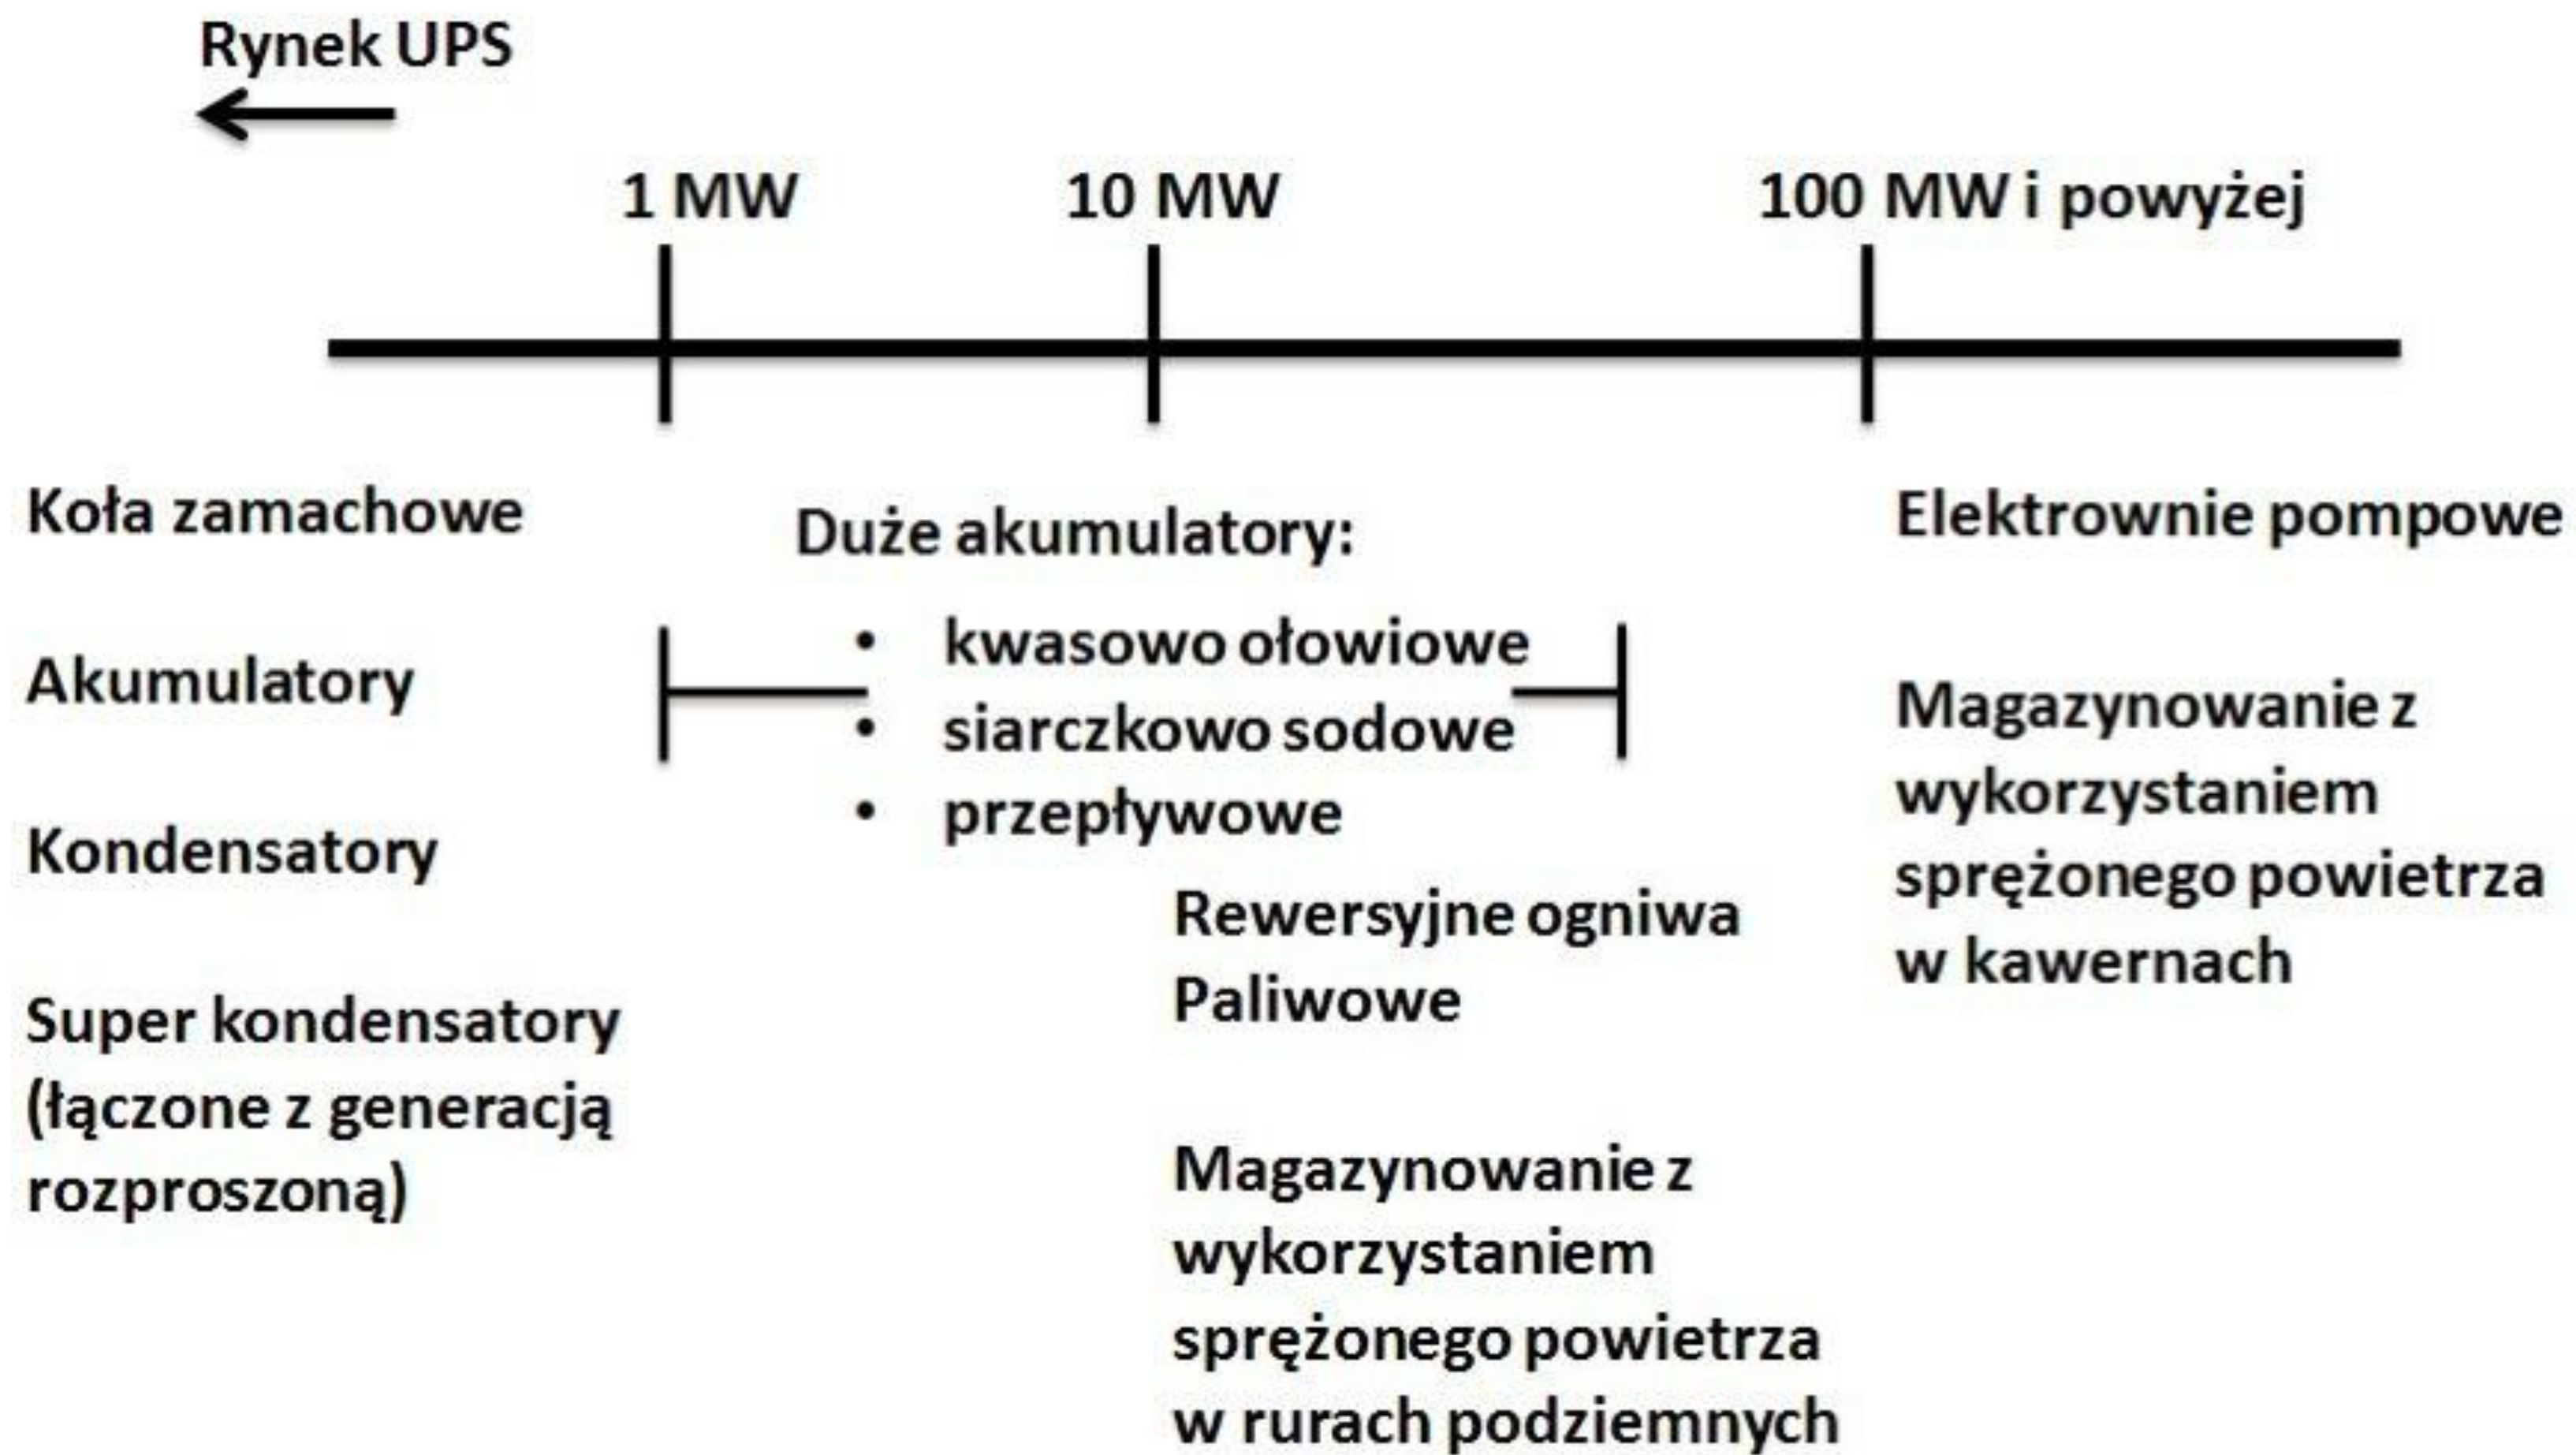 Rynek UPS
1 MW
10 MW
100 MW i powyżej
Koła zamachowe
Akumulatory
Kondensatory
Super kondensatory
(łączone z generacją
rozproszoną)
Duże akumulatory:
• kwasowo ołowiowe
• siarczkowo sodowe
• przepływowe
Rewersyjne ogniwa
Paliwowe
Magazynowanie z
wykorzystaniem
sprężonego powietrza
w rurach podziemnych
Elektrownie pompowe
Magazynowanie z
wykorzystaniem
sprężonego powietrza
w kawernach